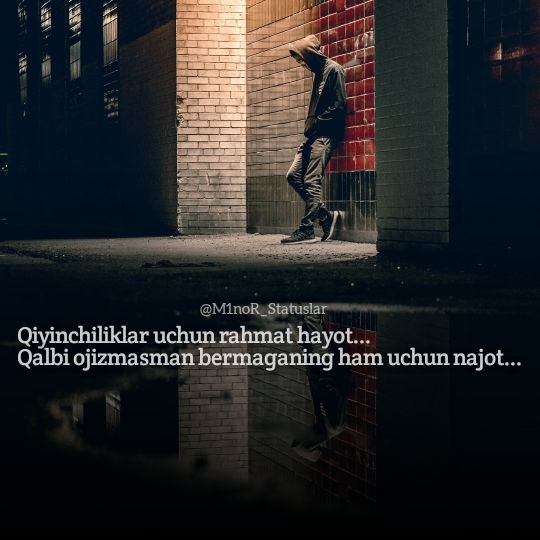 @M1noR_Statuslar
Qiyinchiliklar uchun rahmat hayot...
Qalbi ojizmasman bermaganing ham uchun najot...